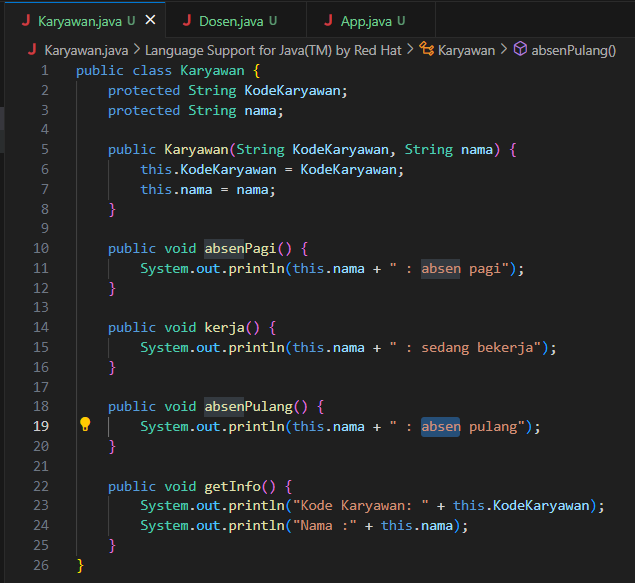 Karyawan.java U Dosen.java U App.java U
Karyawan.java > Language Support for Java(TM) by Red Hat > Karyawan > absenPulang()
1 public class Karyawan {
2 protected String KodeKaryawan;
3 protected String nama;
4
5 public Karyawan(String KodeKaryawan, String nama) {
6 this.KodeKaryawan = KodeKaryawan;
7 this.nama = nama;
8 }
9
10 public void absenPagi() {
11 System.out.println(this.nama + " : absen pagi");
12 }
13
14 public void kerja() {
15 System.out.println(this.nama + " : sedang bekerja");
16 }
17
18 public void absenPulang() {
19 System.out.println(this.nama + " : absen pulang");
20 }
21
22 public void getInfo() {
23 System.out.println("Kode Karyawan: " + this.KodeKaryawan);
24 System.out.println("Nama :" + this.nama);
25 }
26 }